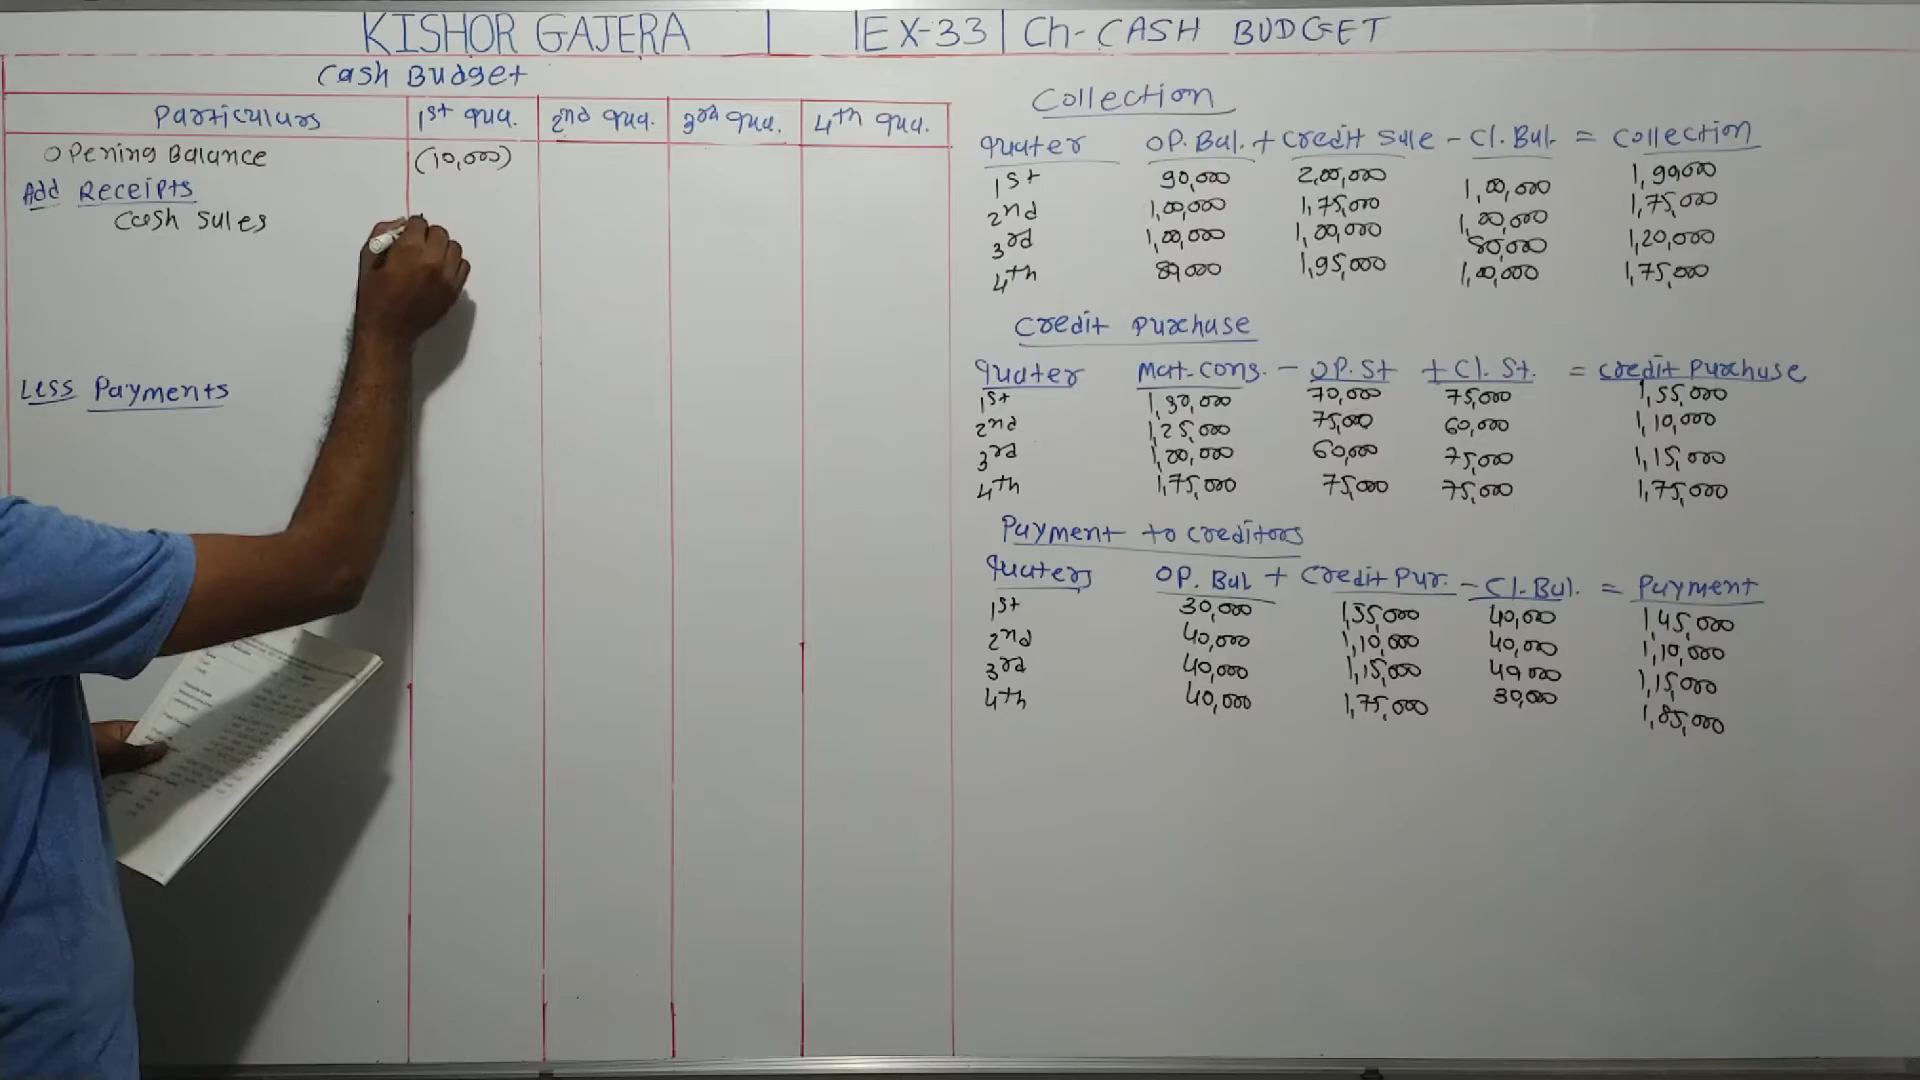 KISHOR GAJERA | EX-33 | Ch-CASH BUDGET
Cash Budget
Particulars 1st qua. 2nd qua. 3rd qua. 4th qua.
Opening Balance (10,000)
Add Receipts
Cash Sales
Less Payments
Collection
Quater OP. Bal. + Credit Sale - Cl. Bal. = Collection
1st 90,000 2,00,000 1,00,000 1,90,000
2nd 1,00,000 1,75,000 1,00,000 1,75,000
3rd 1,00,000 1,00,000 80,000 1,20,000
4th 80,000 1,95,000 1,00,000 1,75,000
Credit Purchase
Quater Mat. Cons. - OP. St + Cl. St. = Credit Purchase
1st 1,50,000 70,000 75,000 1,55,000
2nd 1,25,000 75,000 60,000 1,10,000
3rd 1,00,000 60,000 75,000 1,15,000
4th 1,75,000 75,000 75,000 1,75,000
Payment to Creditors
Quaters OP. Bal + Credit Pur. - Cl. Bal. = Payment
1st 30,000 1,55,000 40,000 1,45,000
2nd 40,000 1,10,000 40,000 1,10,000
3rd 40,000 1,15,000 40,000 1,15,000
4th 40,000 1,75,000 30,000 1,85,000